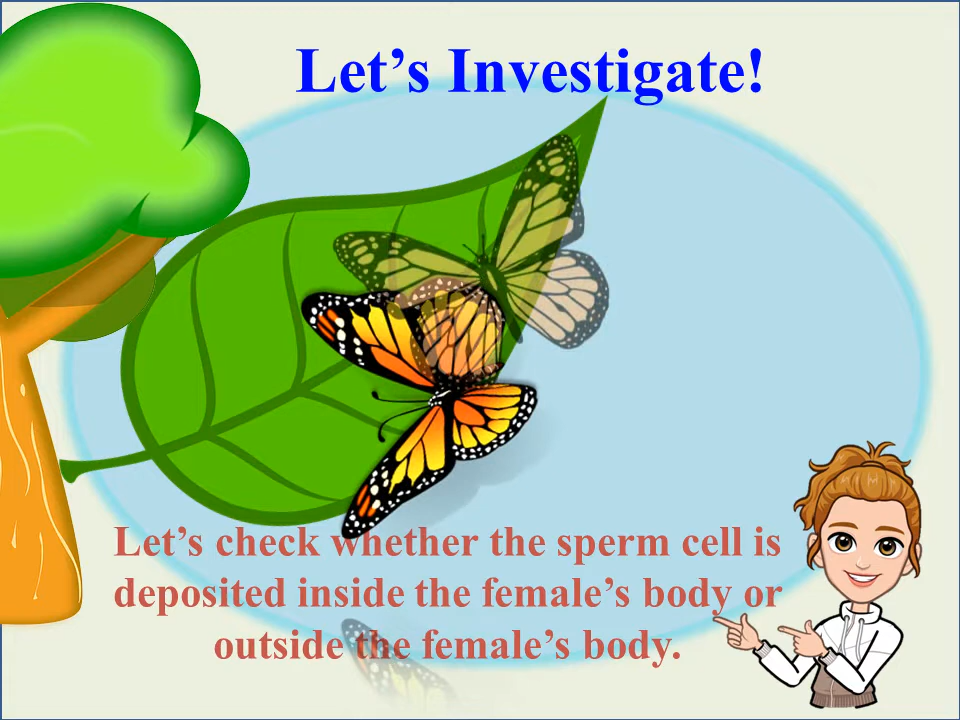 Let’s Investigate!
Let’s check whether the sperm cell is
deposited inside the female’s body or
outside the female’s body.